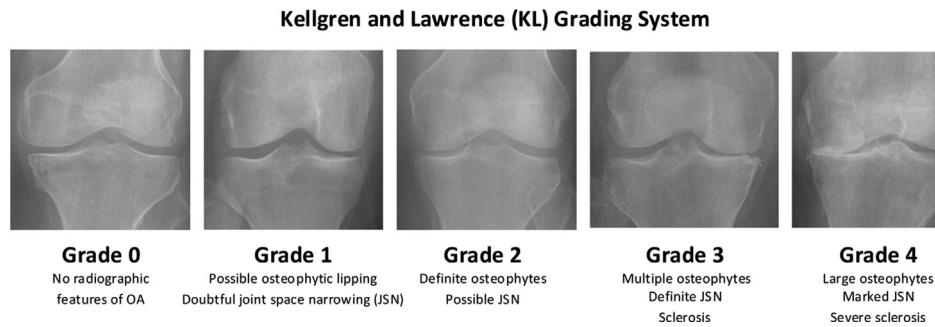 Kellgren and Lawrence (KL) Grading System
Grade 0
No radiographic
features of OA
Grade 1
Possible osteophytic lipping
Doubtful joint space narrowing (JSN)
Grade 2
Definite osteophytes
Possible JSN
Grade 3
Multiple osteophytes
Definite JSN
Sclerosis
Grade 4
Large osteophytes
Marked JSN
Severe sclerosis